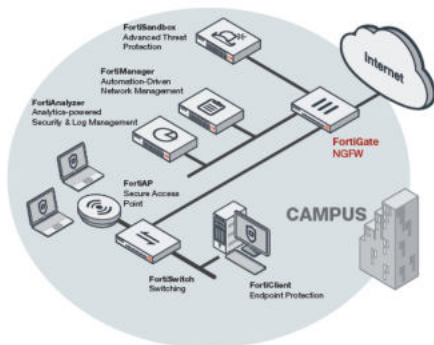 FortiSandbox
Advanced Threat
Protection
Internet
FortiManager
Automation-Driven
Network Management
FortiAnalyzer
Analytics-powered
Security & Log Management
FortiGate
NGFW
FortiAP
Secure Access
Point
CAMPUS
FortiSwitch
Switching
FortiClient
Endpoint Protection